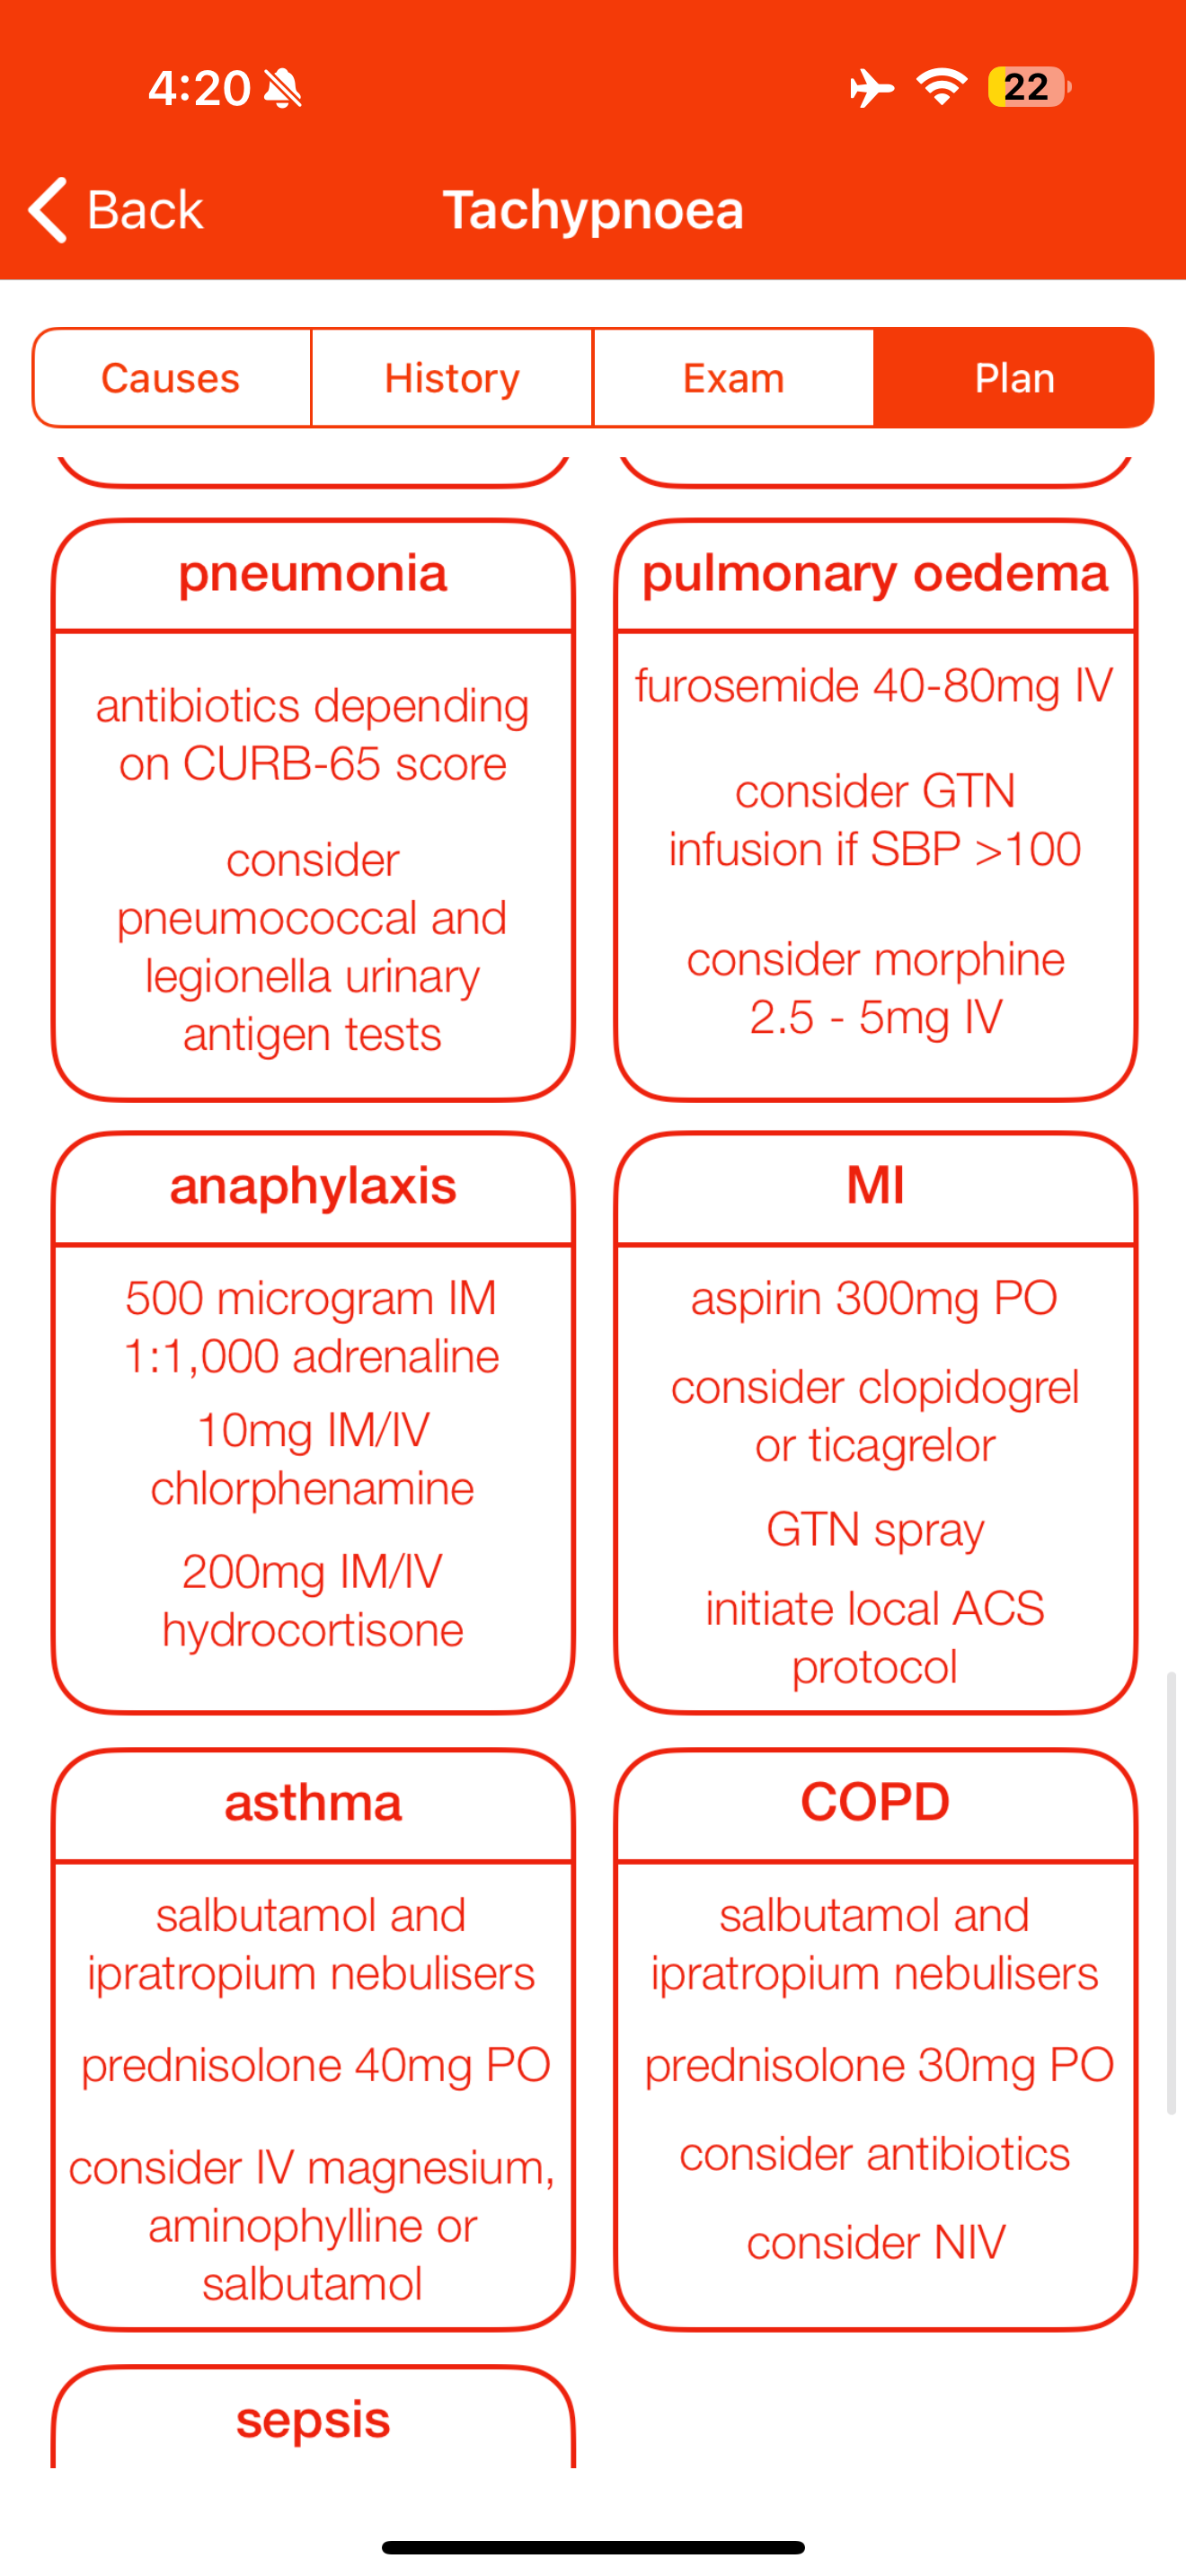 4:20
22
Back
Tachypnoea
Causes
History
Exam
Plan
pneumonia
antibiotics depending
on CURB-65 score
consider
pneumococcal and
legionella urinary
antigen tests
pulmonary oedema
furosemide 40-80mg IV
consider GTN
infusion if SBP >100
consider morphine
2.5 - 5mg IV
anaphylaxis
500 microgram IM
1:1,000 adrenaline
10mg IM/IV
chlorphenamine
200mg IM/IV
hydrocortisone
MI
aspirin 300mg PO
consider clopidogrel
or ticagrelor
GTN spray
initiate local ACS
protocol
asthma
salbutamol and
ipratropium nebulisers
prednisolone 40mg PO
consider IV magnesium,
aminophylline or
salbutamol
COPD
salbutamol and
ipratropium nebulisers
prednisolone 30mg PO
consider antibiotics
consider NIV
sepsis